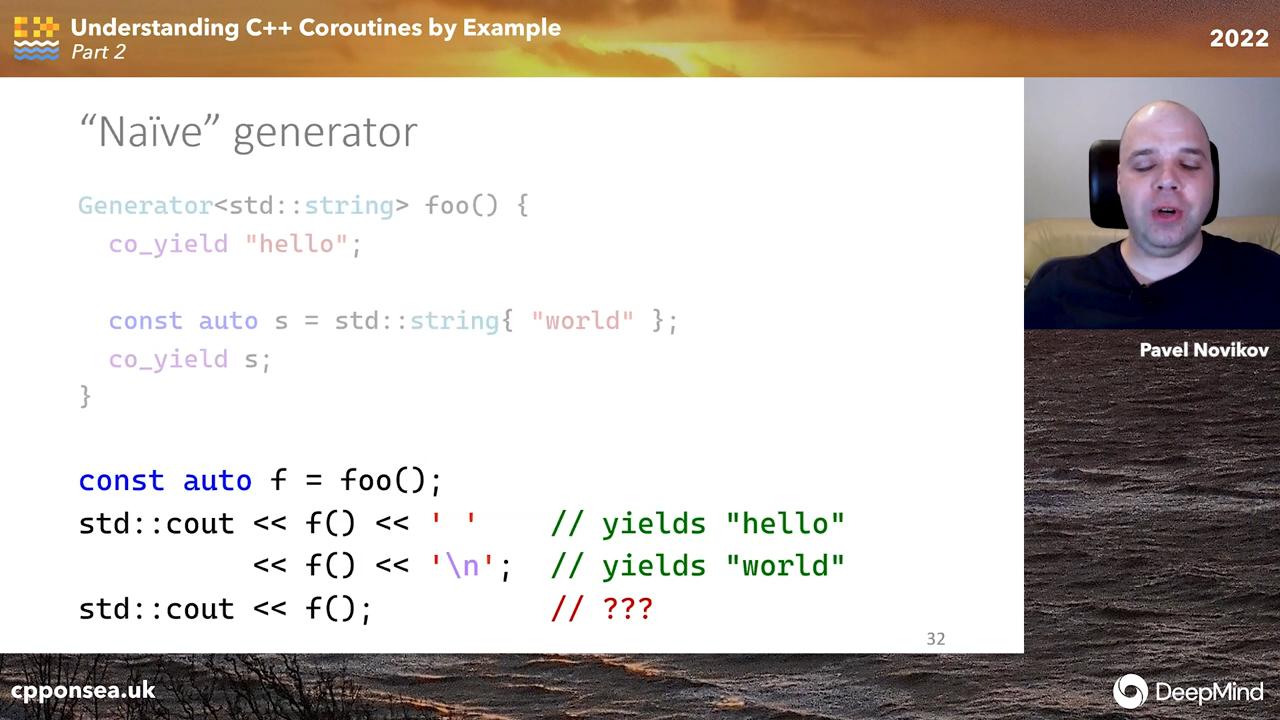 Understanding C++ Coroutines by Example
Part 2
2022
“Naïve” generator
Generator<std::string> foo() {
  co_yield "hello";
  const auto s = std::string{ "world" };
  co_yield s;
}
const auto f = foo();
std::cout << f() << ' '    // yields "hello"
          << f() << '\n';  // yields "world"
std::cout << f();          // ???
32
Pavel Novikov
cpponsea.uk
DeepMind